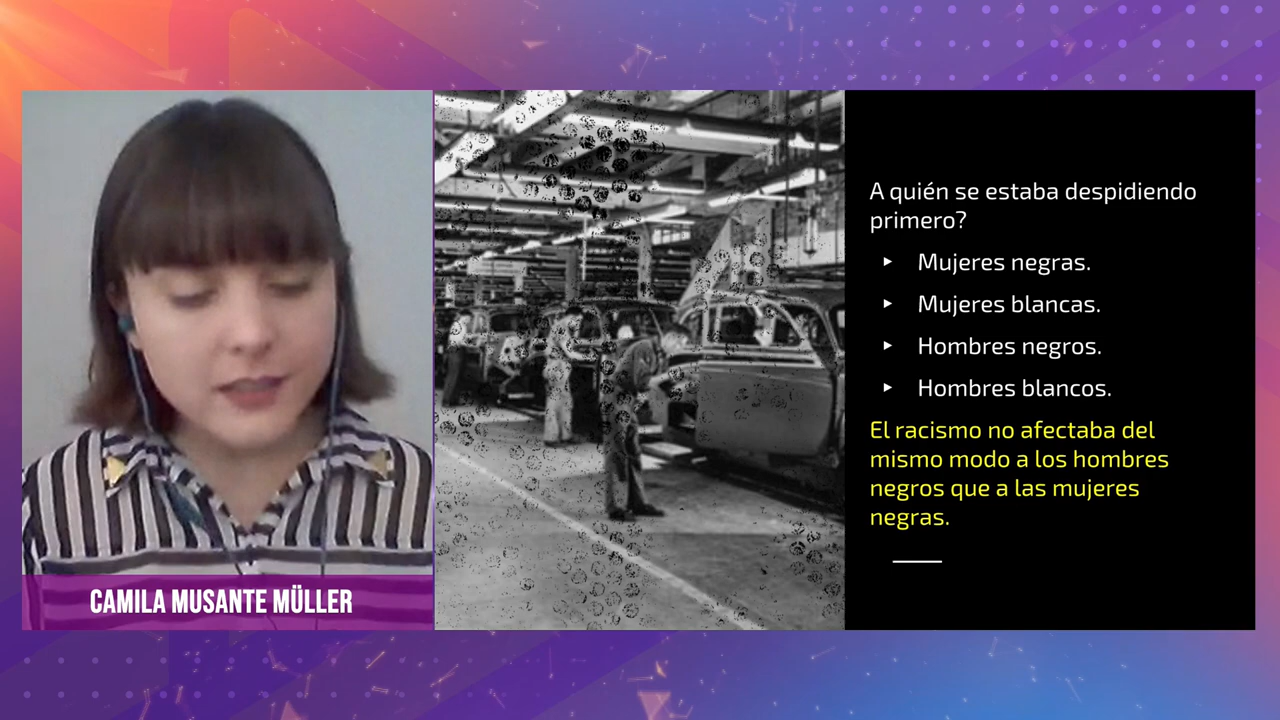 A quién se estaba despidiendo
primero?
‣ Mujeres negras.
‣ Mujeres blancas.
‣ Hombres negros.
‣ Hombres blancos.
El racismo no afectaba del
mismo modo a los hombres
negros que a las mujeres
negras.
CAMILA MUSANTE MÜLLER